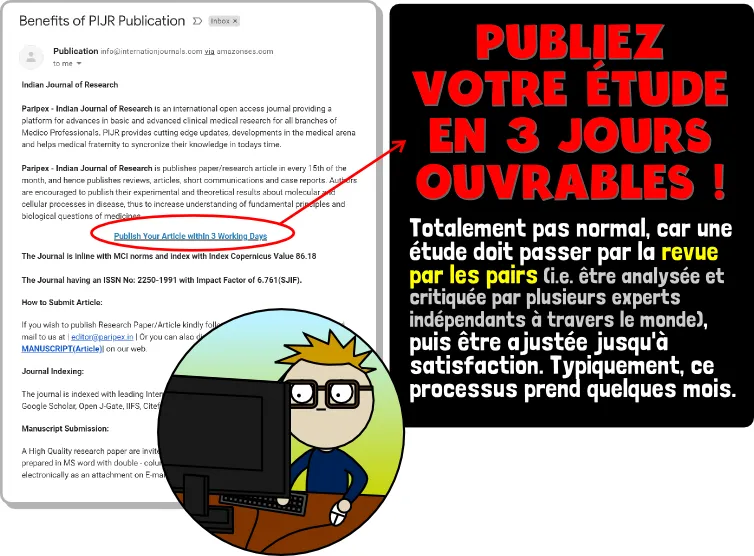 Benefits of PIJR Publication Inbox ×
Publication info@internationjournals.com via amazonses.com
to me
Indian Journal of Research
Paripex - Indian Journal of Research is an international open access journal providing a
platform for advances in basic and advanced clinical medical research for all branches of
Medico Professionals. PIJR provides cutting edge updates, developments in the medical arena
and helps medical fraternity to syncronize their knowledge in todays time.
Paripex - Indian Journal of Research is publishes paper/research article in every 15th of the
month, and hence publishes reviews, articles, short communications and case reports. Authors
are encouraged to publish their experimental and theoretical results about molecular and
cellular processes in disease, thus to increase understanding of fundamental principles and
biological questions of medicines.
Publish Your Article within 3 Working Days
The Journal is Inline with MCI norms and index with Index Copernicus Value 86.18
The Journal having an ISSN No: 2250-1991 with Impact Factor of 6.761(SJIF).
How to Submit Article:
If you wish to publish Research Paper/Article kindly
mail to us at | editor@paripex.in | Or you can also
MANUSCRIPT(Article)| on our web.
Journal Indexing:
The journal is indexed with leading
Google Scholar, Open J-Gate, IIFS,
Manuscript Submission:
A High Quality research paper are
prepared in MS word with double -
electronically as an attachment on
PUBLIEZ
VOTRE ÉTUDE
EN 3 JOURS
OUVRABLES !
Totalement pas normal, car une
étude doit passer par la revue
par les pairs (i.e. être analysée et
critiquée par plusieurs experts
indépendants à travers le monde),
puis être ajustée jusqu'à
satisfaction. Typiquement, ce
processus prend quelques mois.